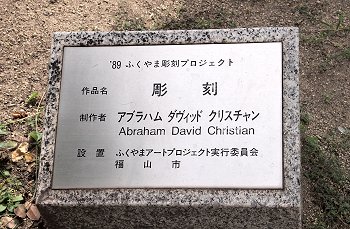 '89 ふくやま彫刻プロジェクト
作品名 彫刻
制作者 アブラハム ダヴィッド クリスチャン
Abraham David Christian
設置 ふくやまアートプロジェクト実行委員会
福山市